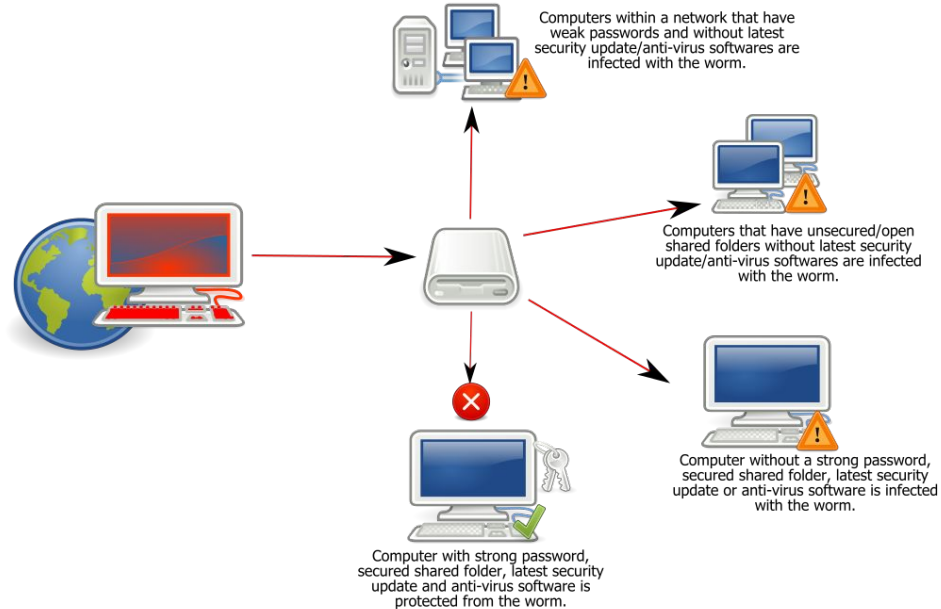 Computers within a network that have
weak passwords and without latest
security update/anti-virus softwares are
infected with the worm.
Computers that have unsecured/open
shared folders without latest security
update/anti-virus softwares are infected
with the worm.
Computer without a strong password,
secured shared folder, latest security
update or anti-virus software is infected
with the worm.
Computer with strong password,
secured shared folder, latest security
update and anti-virus software is
protected from the worm.